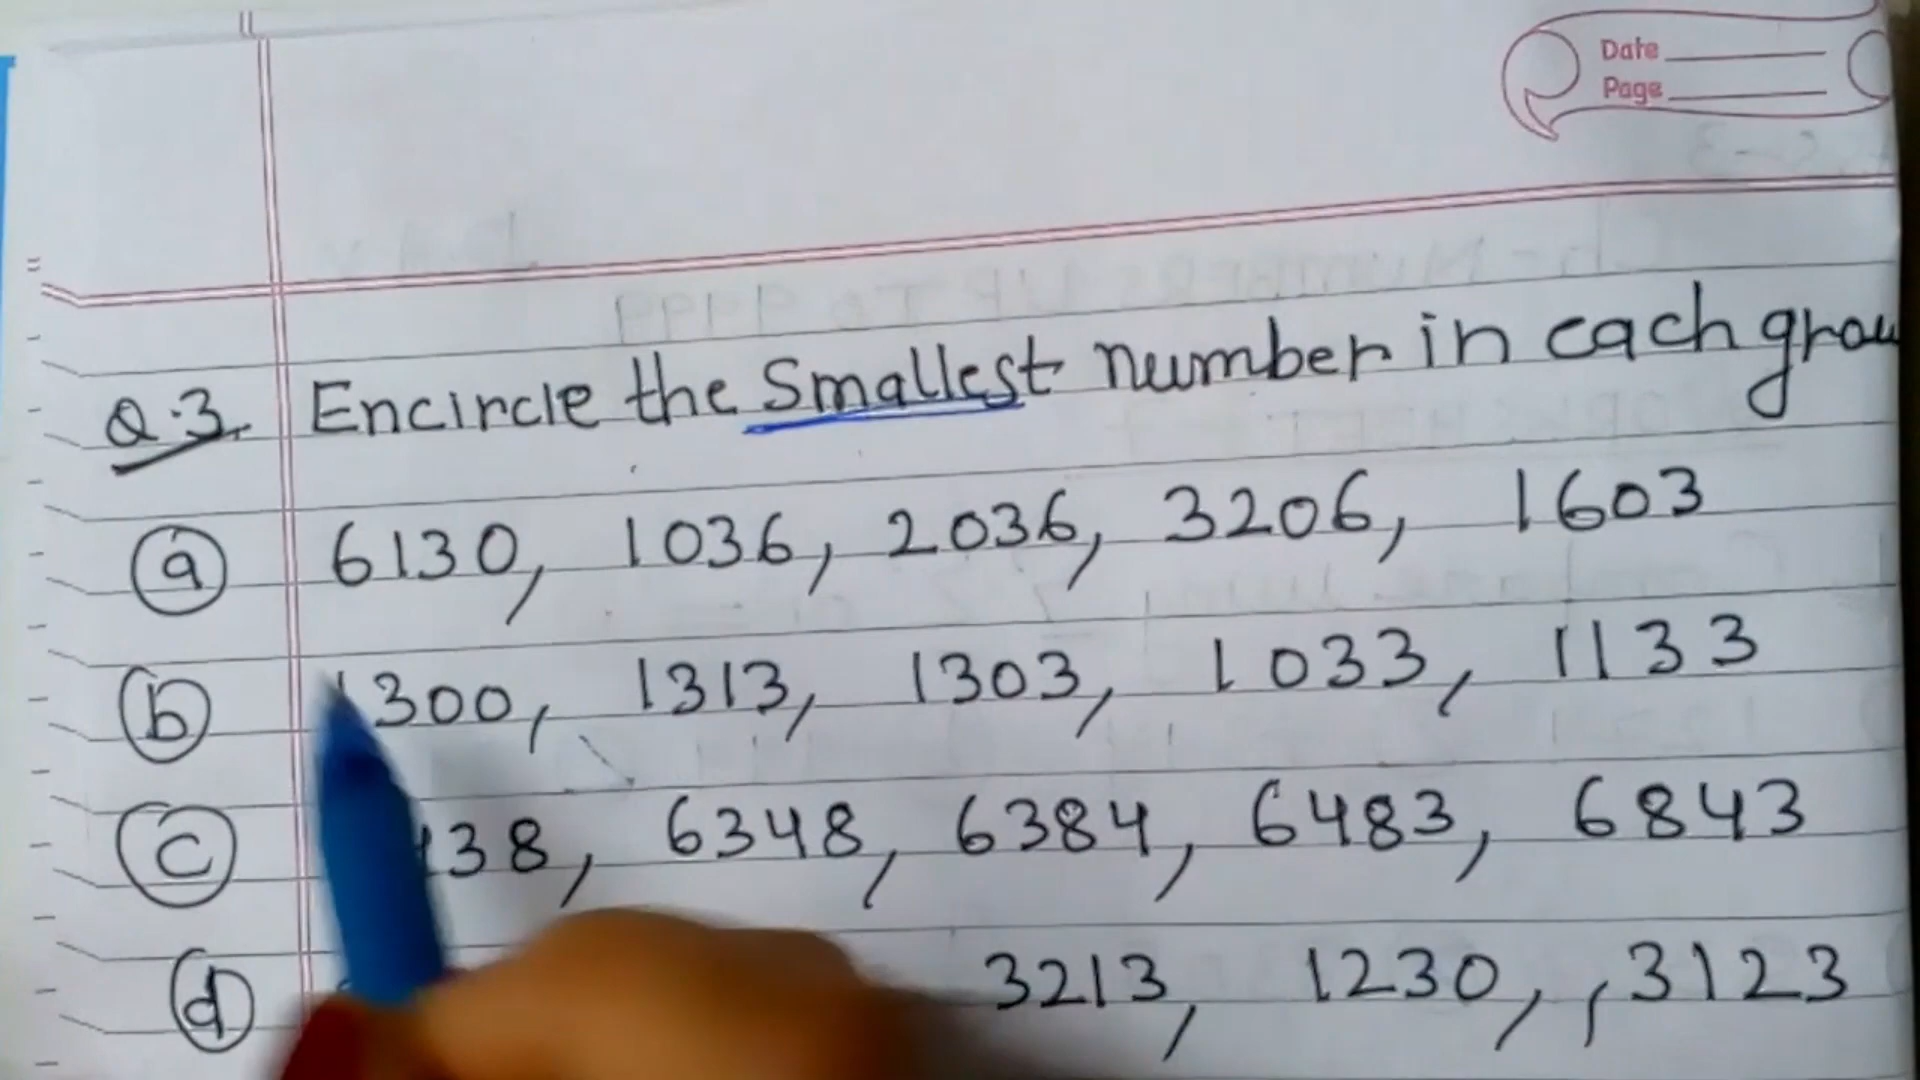 Date
Page
Q.3. Encircle the Smallest number in each grou
(a) 6130, 1036, 2036, 3206, 1603
(b) 1300, 1313, 1303, 1033, 1133
(c) 38, 6348, 6384, 6483, 6843
(d) 3213, 1230, , 3123